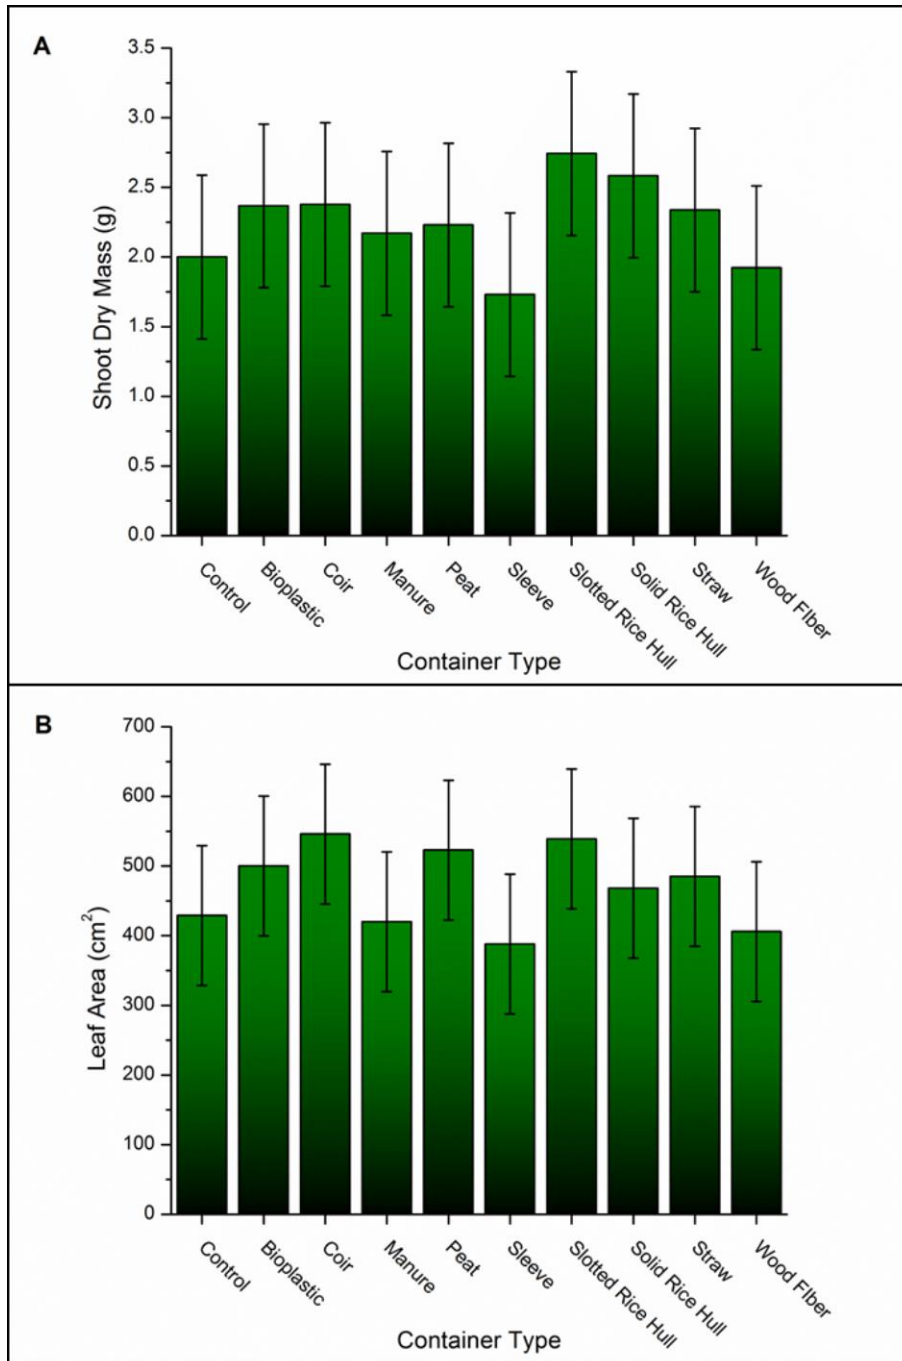 A
3.5
3.0
2.5
2.0
1.5
1.0
0.5
0.0
Shoot Dry Mass (g)
Control
Bioplastic
Coir
Manure
Peat
Sleeve
Slotted Rice Hull
Solid Rice Hull
Straw
Wood FIber
Container Type
B
700
600
500
400
300
200
100
0
Leaf Area (cm²)
Control
Bioplastic
Coir
Manure
Peat
Sleeve
Slotted Rice Hull
Solid Rice Hull
Straw
Wood FIber
Container Type